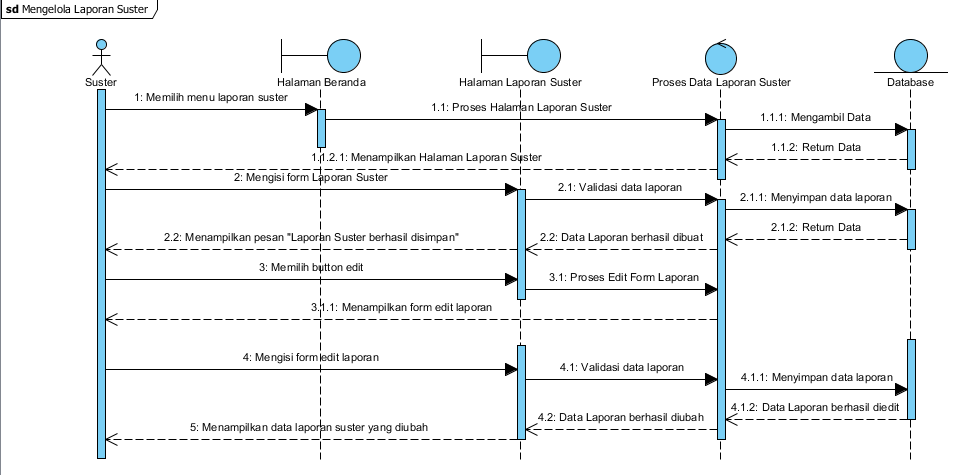 sd Mengelola Laporan Suster
Suster
Halaman Beranda
Halaman Laporan Suster
Proses Data Laporan Suster
Database
1: Memilih menu laporan suster
1.1: Proses Halaman Laporan Suster
1.1.1: Mengambil Data
1.1.2: Return Data
1.1.2.1: Menampilkan Halaman Laporan Suster
2: Mengisi form Laporan Suster
2.1: Validasi data laporan
2.1.1: Menyimpan data laporan
2.1.2: Return Data
2.2: Data Laporan berhasil dibuat
2.2: Menampilkan pesan "Laporan Suster berhasil disimpan"
3: Memilih button edit
3.1: Proses Edit Form Laporan
3.1.1: Menampilkan form edit laporan
4: Mengisi form edit laporan
4.1: Validasi data laporan
4.1.1: Menyimpan data laporan
4.1.2: Data Laporan berhasil diedit
4.2: Data Laporan berhasil diubah
5: Menampilkan data laporan suster yang diubah